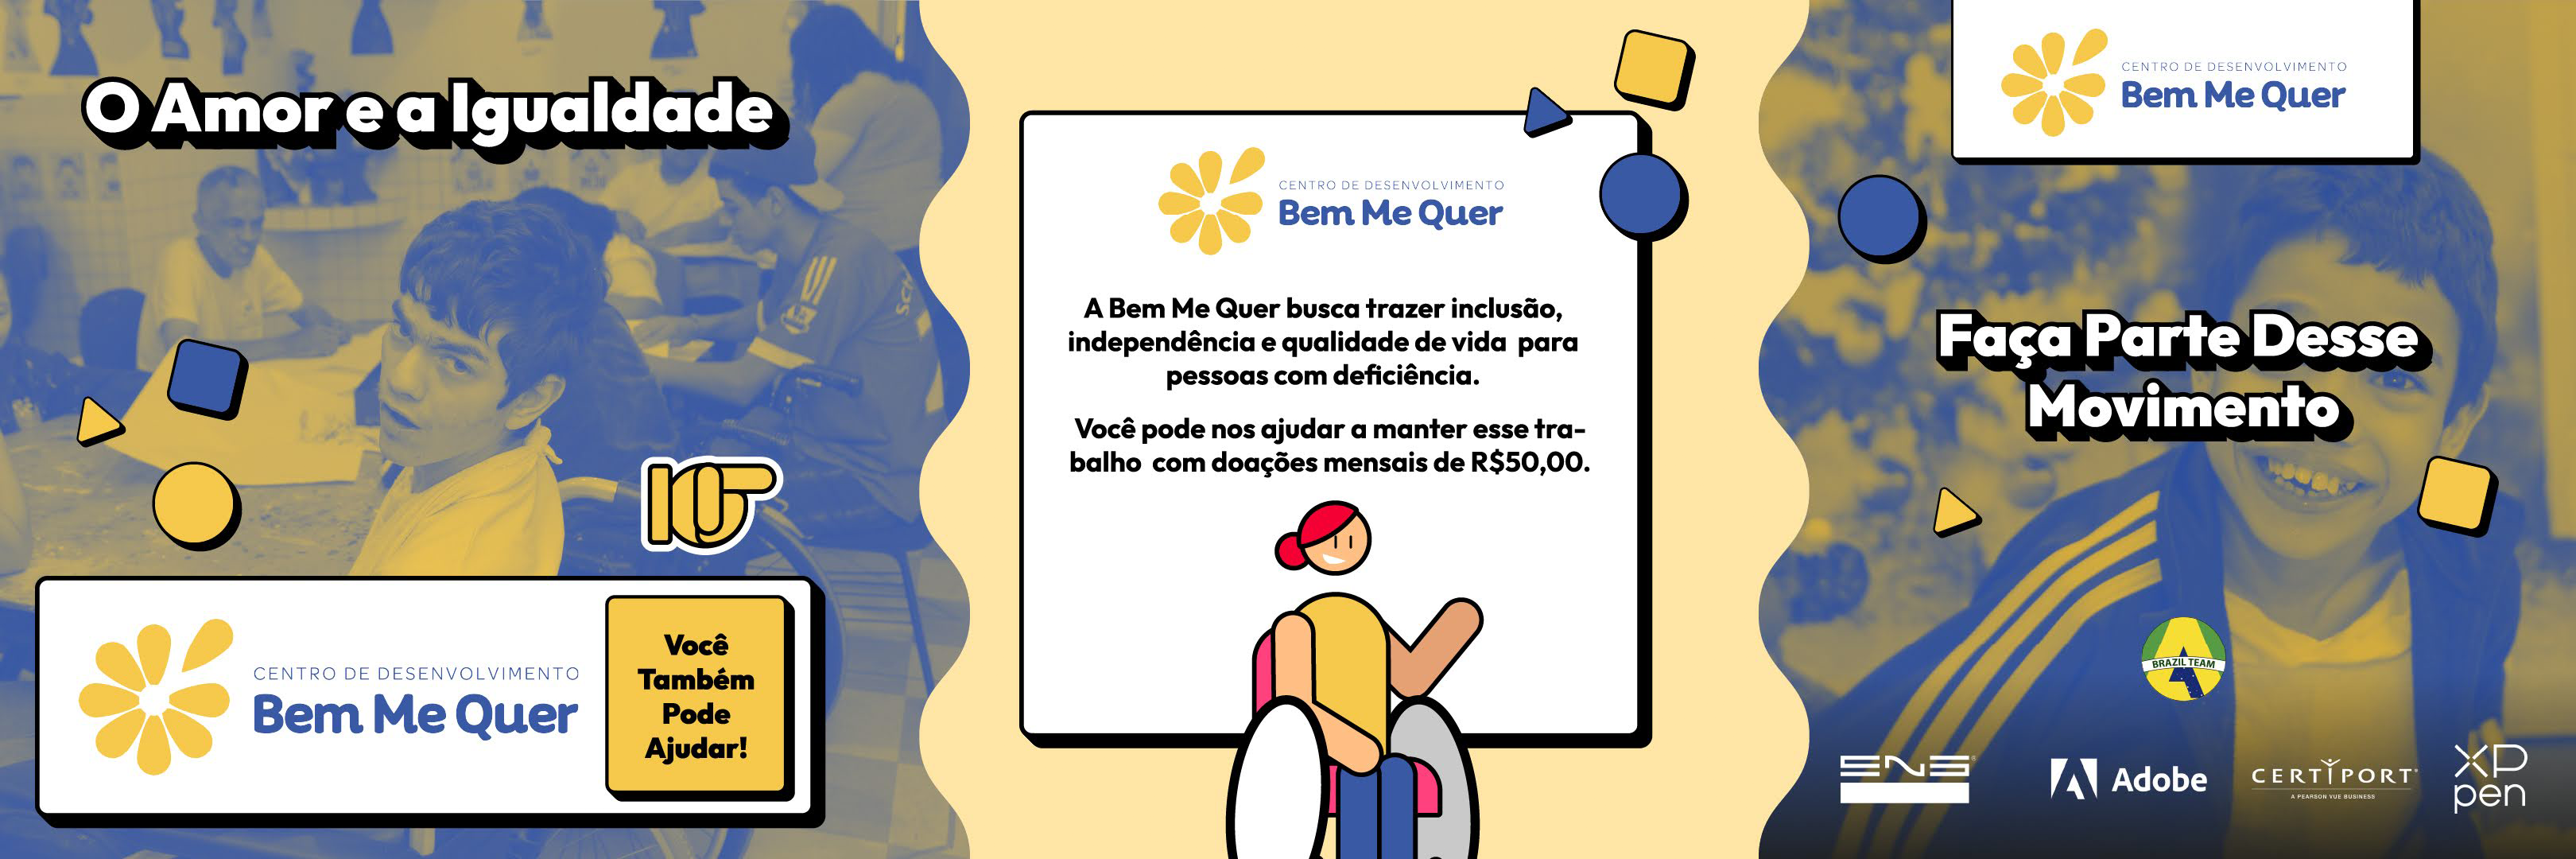 O Amor e a Igualdade
CENTRO DE DESENVOLVIMENTO
Bem Me Quer
Você
Também
Pode
Ajudar!
CENTRO DE DESENVOLVIMENTO
Bem Me Quer
A Bem Me Quer busca trazer inclusão,
independência e qualidade de vida para
pessoas com deficiência.
Você pode nos ajudar a manter esse tra-
balho com doações mensais de R$50,00.
CENTRO DE DESENVOLVIMENTO
Bem Me Quer
Faça Parte Desse
Movimento
BRAZIL TEAM
ENS
Adobe
CERTIPORT
A PEARSON VUE BUSINESS
XP
pen